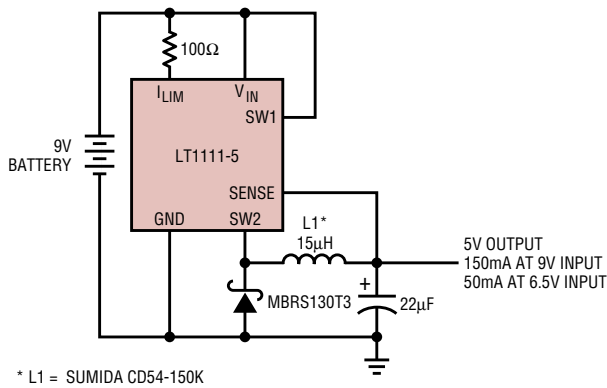 100Ω
I_LIM
V_IN
SW1
9V
BATTERY
LT1111-5
SENSE
GND
SW2
L1*
15µH
5V OUTPUT
150mA AT 9V INPUT
50mA AT 6.5V INPUT
+
MBRS130T3
22µF
* L1 = SUMIDA CD54-150K